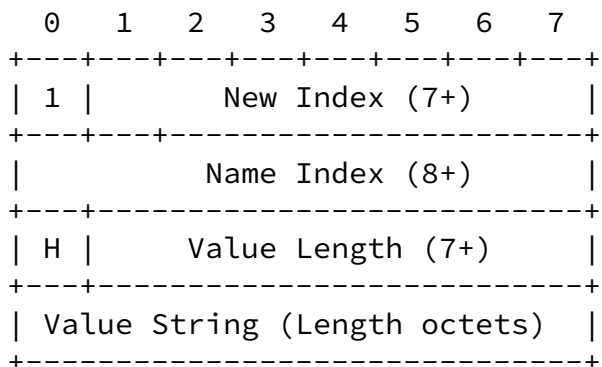 0   1   2   3   4   5   6   7
+---+---+---+---+---+---+---+---+
| 1 |       New Index (7+)      |
+---+---+-----------------------+
|          Name Index (8+)      |
+---+---------------------------+
| H |     Value Length (7+)     |
+---+---------------------------+
| Value String (Length octets)  |
+-------------------------------+